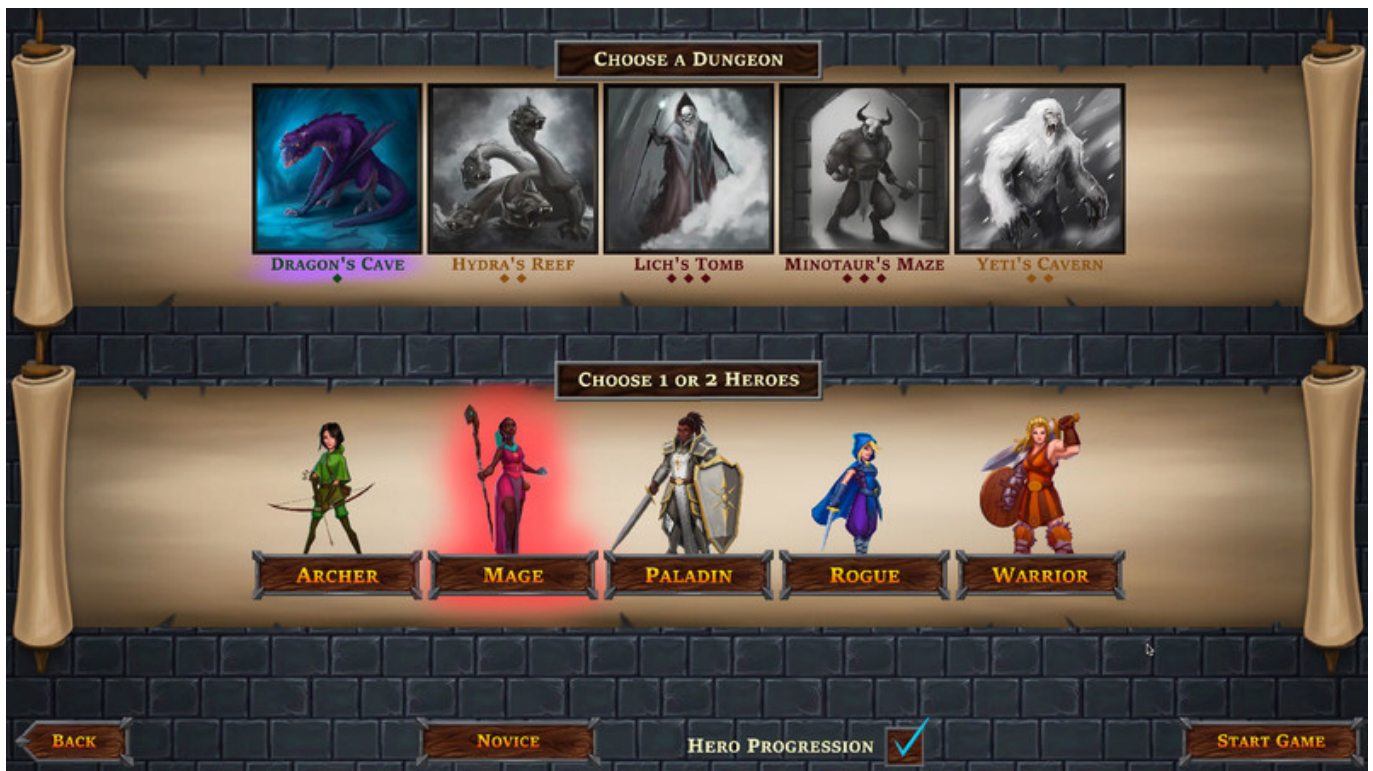 CHOOSE A DUNGEON
DRAGON'S CAVE
HYDRA'S REEF
LICH'S TOMB
MINOTAUR'S MAZE
YETI'S CAVERN
CHOOSE 1 OR 2 HEROES
ARCHER
MAGE
PALADIN
ROGUE
WARRIOR
BACK
NOVICE
HERO PROGRESSION
START GAME